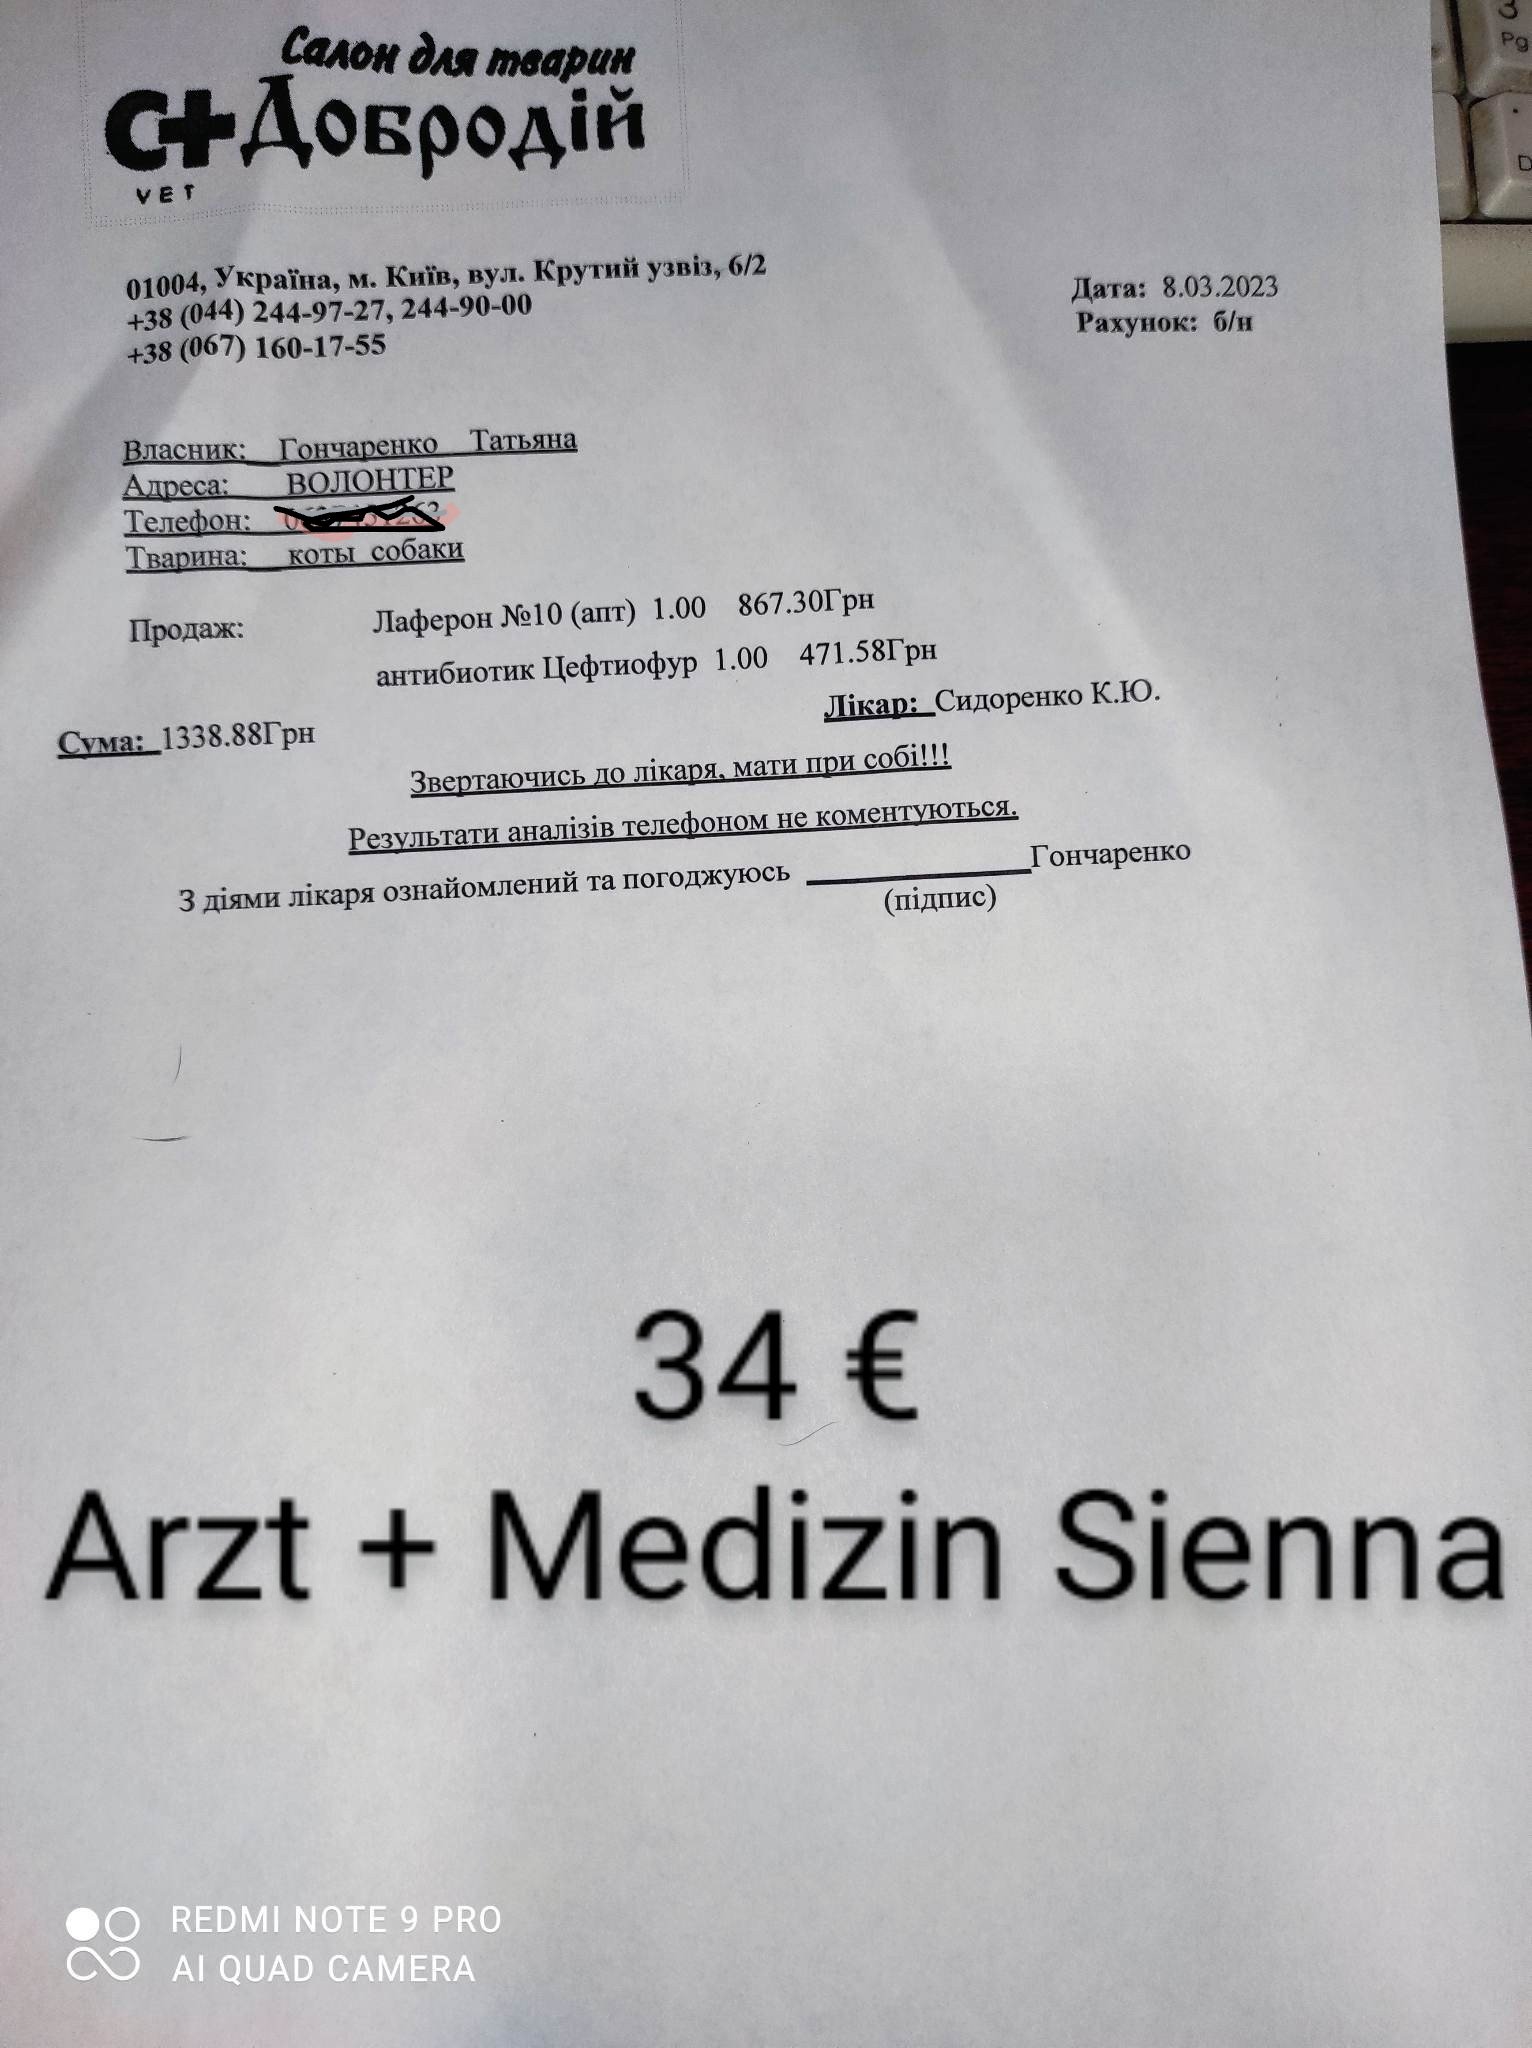 Салон для тварин
С+Добродій
VET
01004, Україна, м. Київ, вул. Крутий узвіз, 6/2
+38 (044) 244-97-27, 244-90-00
+38 (067) 160-17-55
Дата: 8.03.2023
Рахунок: б/н
Власник: Гончаренко Татьяна
Адреса: ВОЛОНТЕР
Телефон:
Тварина: коты собаки
Продаж: Лаферон №10 (апт) 1.00 867.30Грн
антибиотик Цефтиофур 1.00 471.58Грн
Лікар: Сидоренко К.Ю.
Сума: 1338.88Грн
Звертаючись до лікаря, мати при собі!!!
Результати аналізів телефоном не коментуються.
З діями лікаря ознайомлений та погоджуюсь ____________Гончаренко
(підпис)
34 €
Arzt + Medizin Sienna
REDMI NOTE 9 PRO
AI QUAD CAMERA